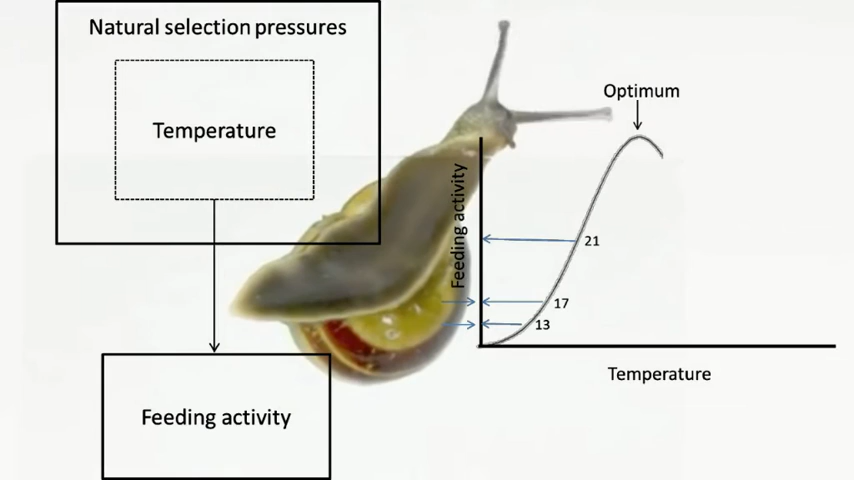 Natural selection pressures
Temperature
Feeding activity
Optimum
Feeding activity
21
17
13
Temperature